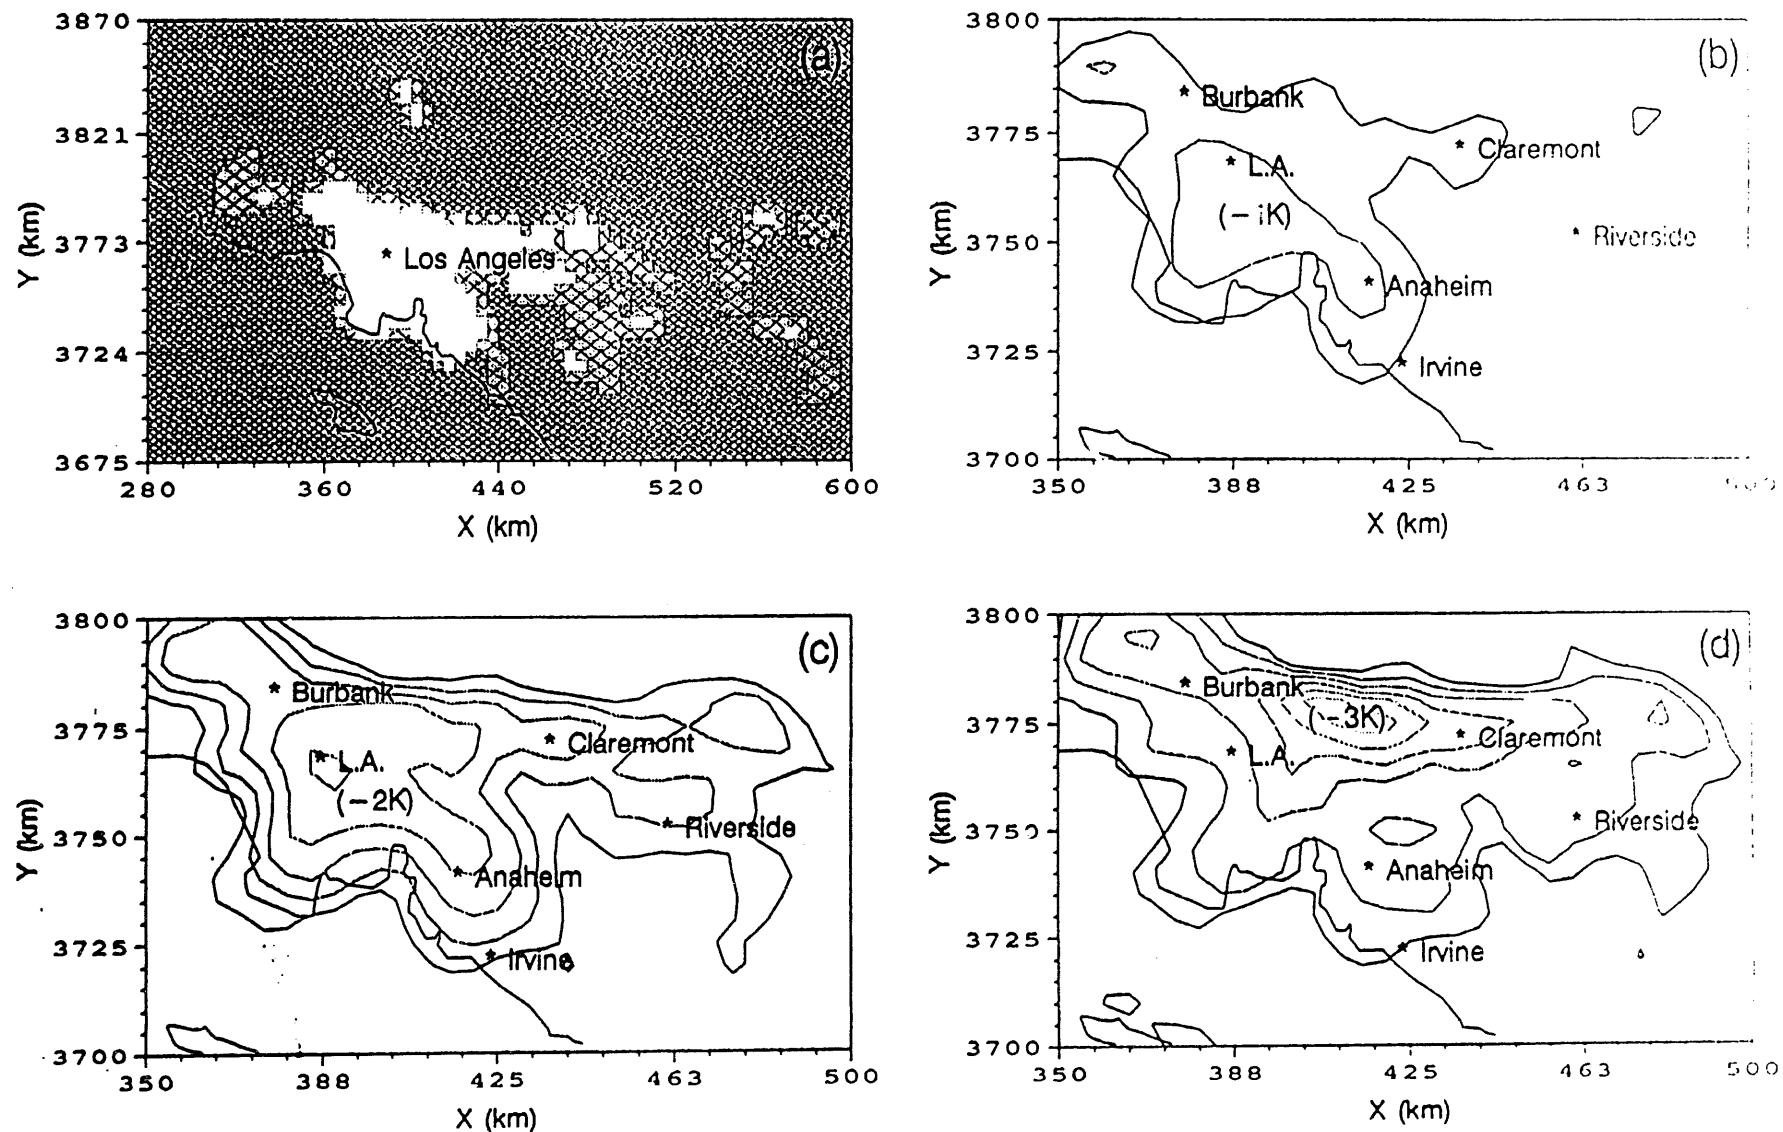 3870
3821
3773
3724
3675
Y (km)
(a)
* Los Angeles
280 360 440 520 600
X (km)
3800
3775
3750
3725
3700
Y (km)
(b)
* Burbank
* Claremont
* L.A.
(−1K)
* Riverside
* Anaheim
* Irvine
350 388 425 463
X (km)
3800
3775
3750
3725
3700
Y (km)
(c)
* Burbank
* Claremont
* L.A.
(−2K)
* Riverside
* Anaheim
* Irvine
350 388 425 463 500
X (km)
3800
3775
3750
3725
3700
Y (km)
(d)
* Burbank
(−3K)
* Claremont
* L.A.
* Riverside
* Anaheim
* Irvine
350 388 425 463 500
X (km)